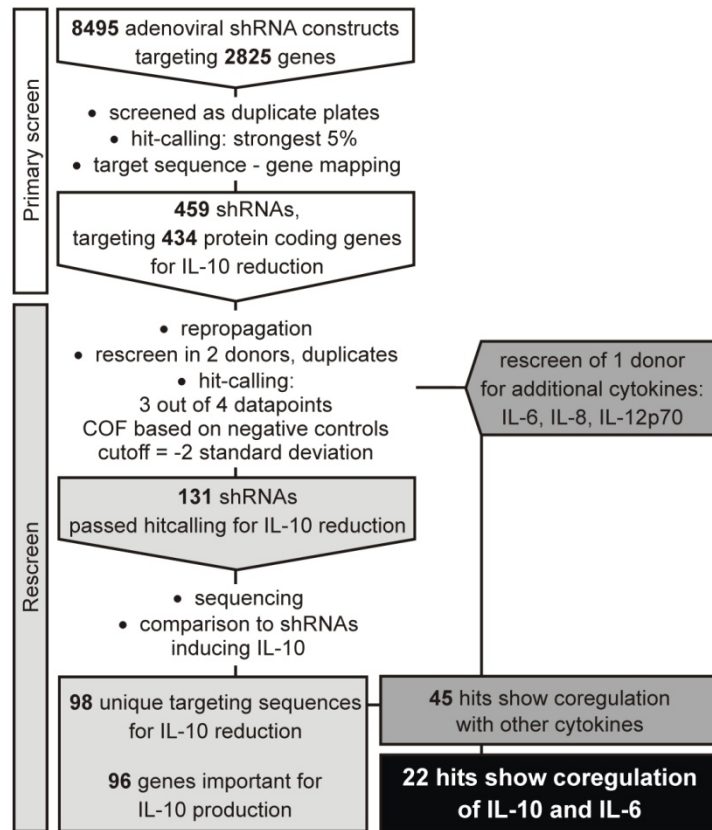 Primary screen
8495 adenoviral shRNA constructs
targeting 2825 genes
• screened as duplicate plates
• hit-calling: strongest 5%
• target sequence - gene mapping
459 shRNAs,
targeting 434 protein coding genes
for IL-10 reduction
Rescreen
• repropagation
• rescreen in 2 donors, duplicates
• hit-calling:
3 out of 4 datapoints
COF based on negative controls
cutoff = -2 standard deviation
rescreen of 1 donor
for additional cytokines:
IL-6, IL-8, IL-12p70
131 shRNAs
passed hitcalling for IL-10 reduction
• sequencing
• comparison to shRNAs
inducing IL-10
98 unique targeting sequences
for IL-10 reduction
96 genes important for
IL-10 production
45 hits show coregulation
with other cytokines
22 hits show coregulation
of IL-10 and IL-6